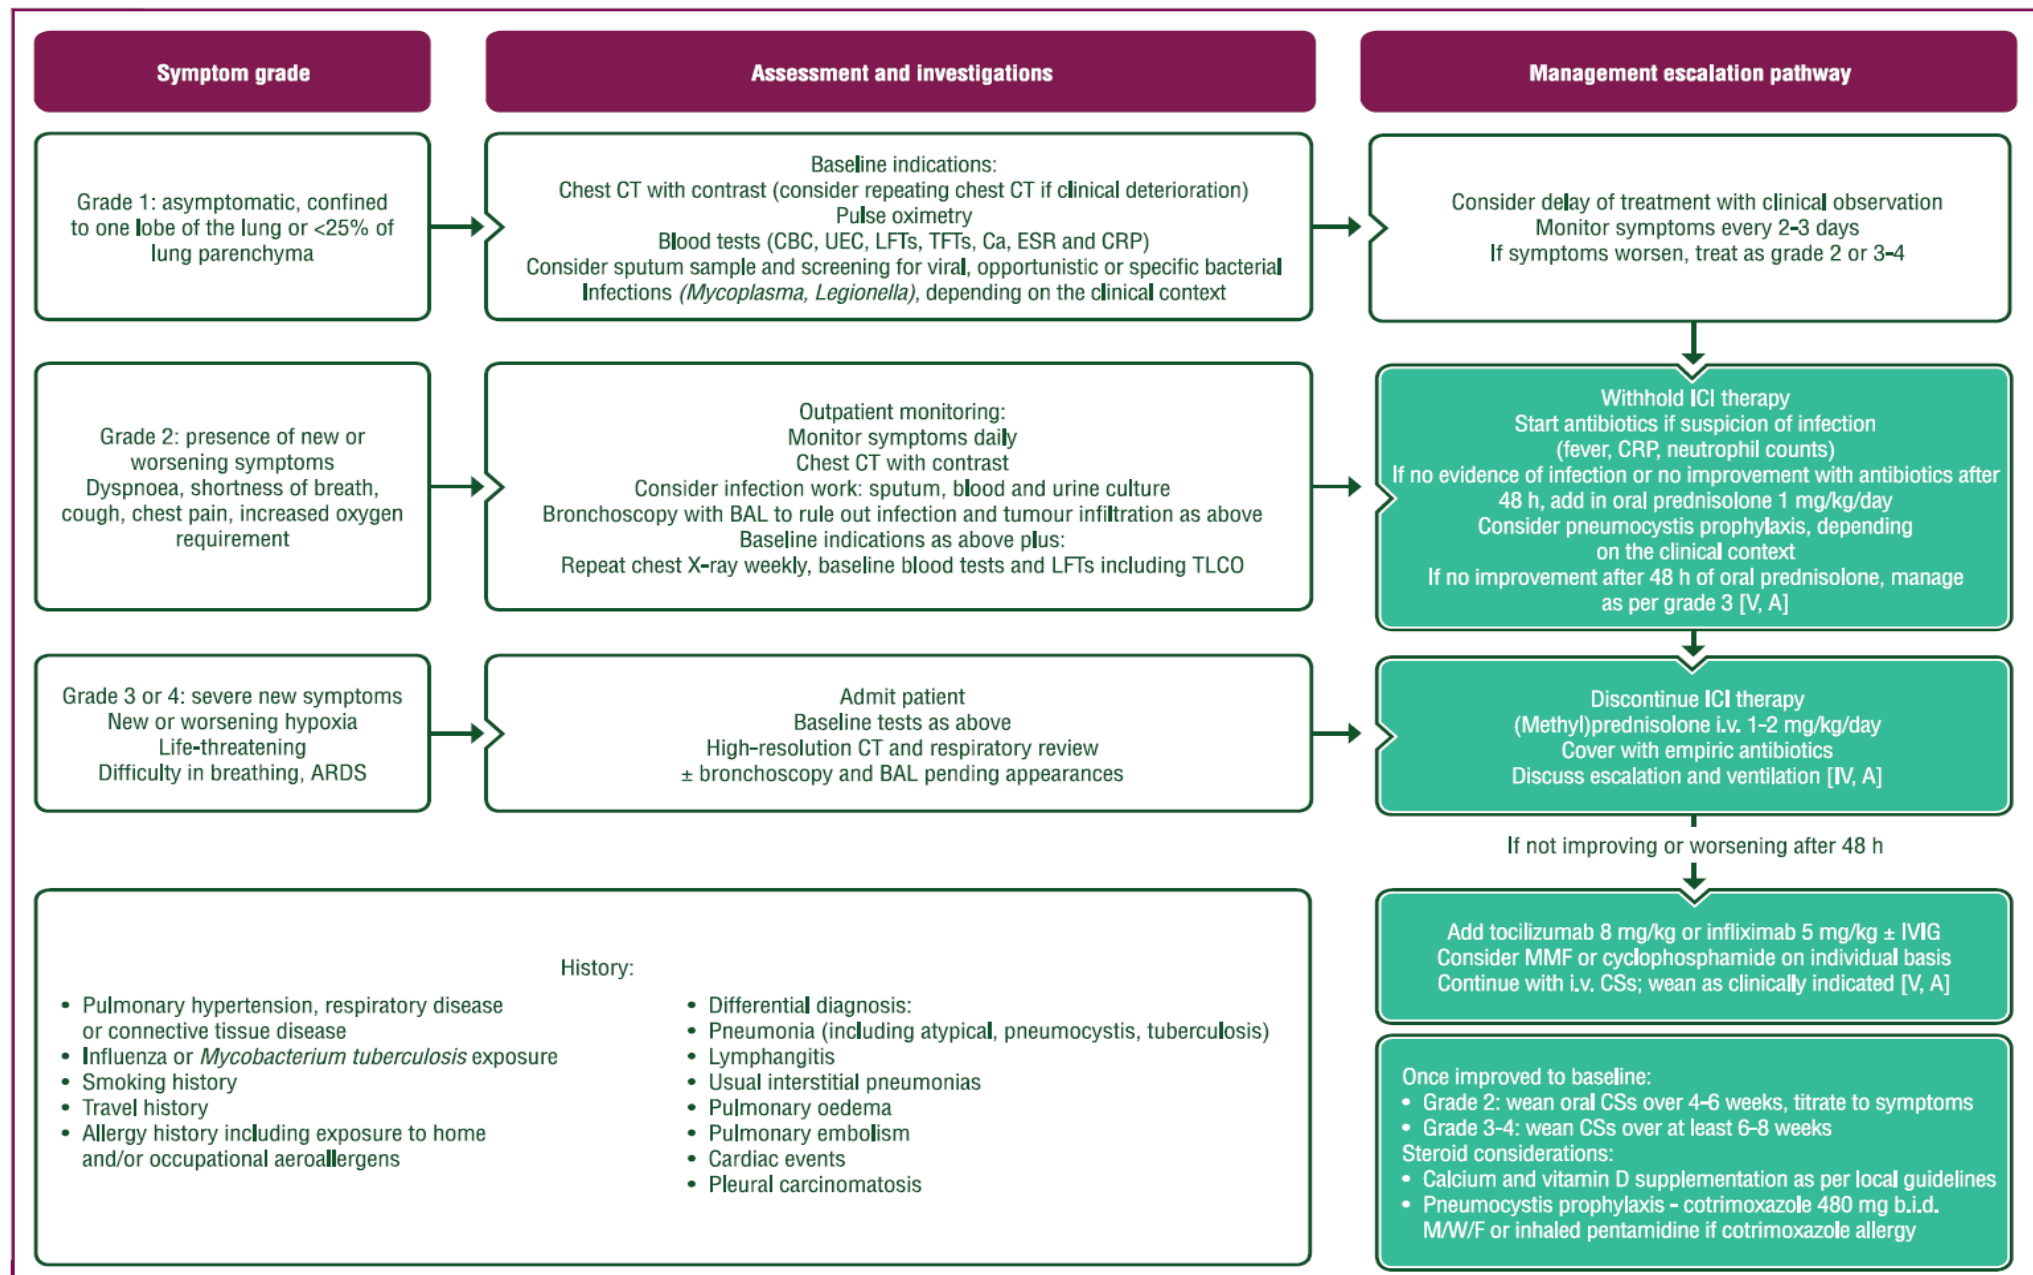 Symptom grade
Assessment and investigations
Management escalation pathway
Grade 1: asymptomatic, confined
to one lobe of the lung or <25% of
lung parenchyma
Baseline indications:
Chest CT with contrast (consider repeating chest CT if clinical deterioration)
Pulse oximetry
Blood tests (CBC, UEC, LFTs, TFTs, Ca, ESR and CRP)
Consider sputum sample and screening for viral, opportunistic or specific bacterial
Infections (Mycoplasma, Legionella), depending on the clinical context
Consider delay of treatment with clinical observation
Monitor symptoms every 2–3 days
If symptoms worsen, treat as grade 2 or 3–4
Grade 2: presence of new or
worsening symptoms
Dyspnoea, shortness of breath,
cough, chest pain, increased oxygen
requirement
Outpatient monitoring:
Monitor symptoms daily
Chest CT with contrast
Consider infection work: sputum, blood and urine culture
Bronchoscopy with BAL to rule out infection and tumour infiltration as above
Baseline indications as above plus:
Repeat chest X-ray weekly, baseline blood tests and LFTs including TLCO
Withhold ICI therapy
Start antibiotics if suspicion of infection
(fever, CRP, neutrophil counts)
If no evidence of infection or no improvement with antibiotics after
48 h, add in oral prednisolone 1 mg/kg/day
Consider pneumocystis prophylaxis, depending
on the clinical context
If no improvement after 48 h of oral prednisolone, manage
as per grade 3 [V, A]
Grade 3 or 4: severe new symptoms
New or worsening hypoxia
Life-threatening
Difficulty in breathing, ARDS
Admit patient
Baseline tests as above
High-resolution CT and respiratory review
± bronchoscopy and BAL pending appearances
Discontinue ICI therapy
(Methyl)prednisolone i.v. 1-2 mg/kg/day
Cover with empiric antibiotics
Discuss escalation and ventilation [IV, A]
If not improving or worsening after 48 h
Add tocilizumab 8 mg/kg or infliximab 5 mg/kg ± IVIG
Consider MMF or cyclophosphamide on individual basis
Continue with i.v. CSs; wean as clinically indicated [V, A]
History:
• Pulmonary hypertension, respiratory disease
or connective tissue disease
• Influenza or Mycobacterium tuberculosis exposure
• Smoking history
• Travel history
• Allergy history including exposure to home
and/or occupational aeroallergens
• Differential diagnosis:
• Pneumonia (including atypical, pneumocystis, tuberculosis)
• Lymphangitis
• Usual interstitial pneumonias
• Pulmonary oedema
• Pulmonary embolism
• Cardiac events
• Pleural carcinomatosis
Once improved to baseline:
• Grade 2: wean oral CSs over 4-6 weeks, titrate to symptoms
• Grade 3-4: wean CSs over at least 6-8 weeks
Steroid considerations:
• Calcium and vitamin D supplementation as per local guidelines
• Pneumocystis prophylaxis - cotrimoxazole 480 mg b.i.d.
M/W/F or inhaled pentamidine if cotrimoxazole allergy